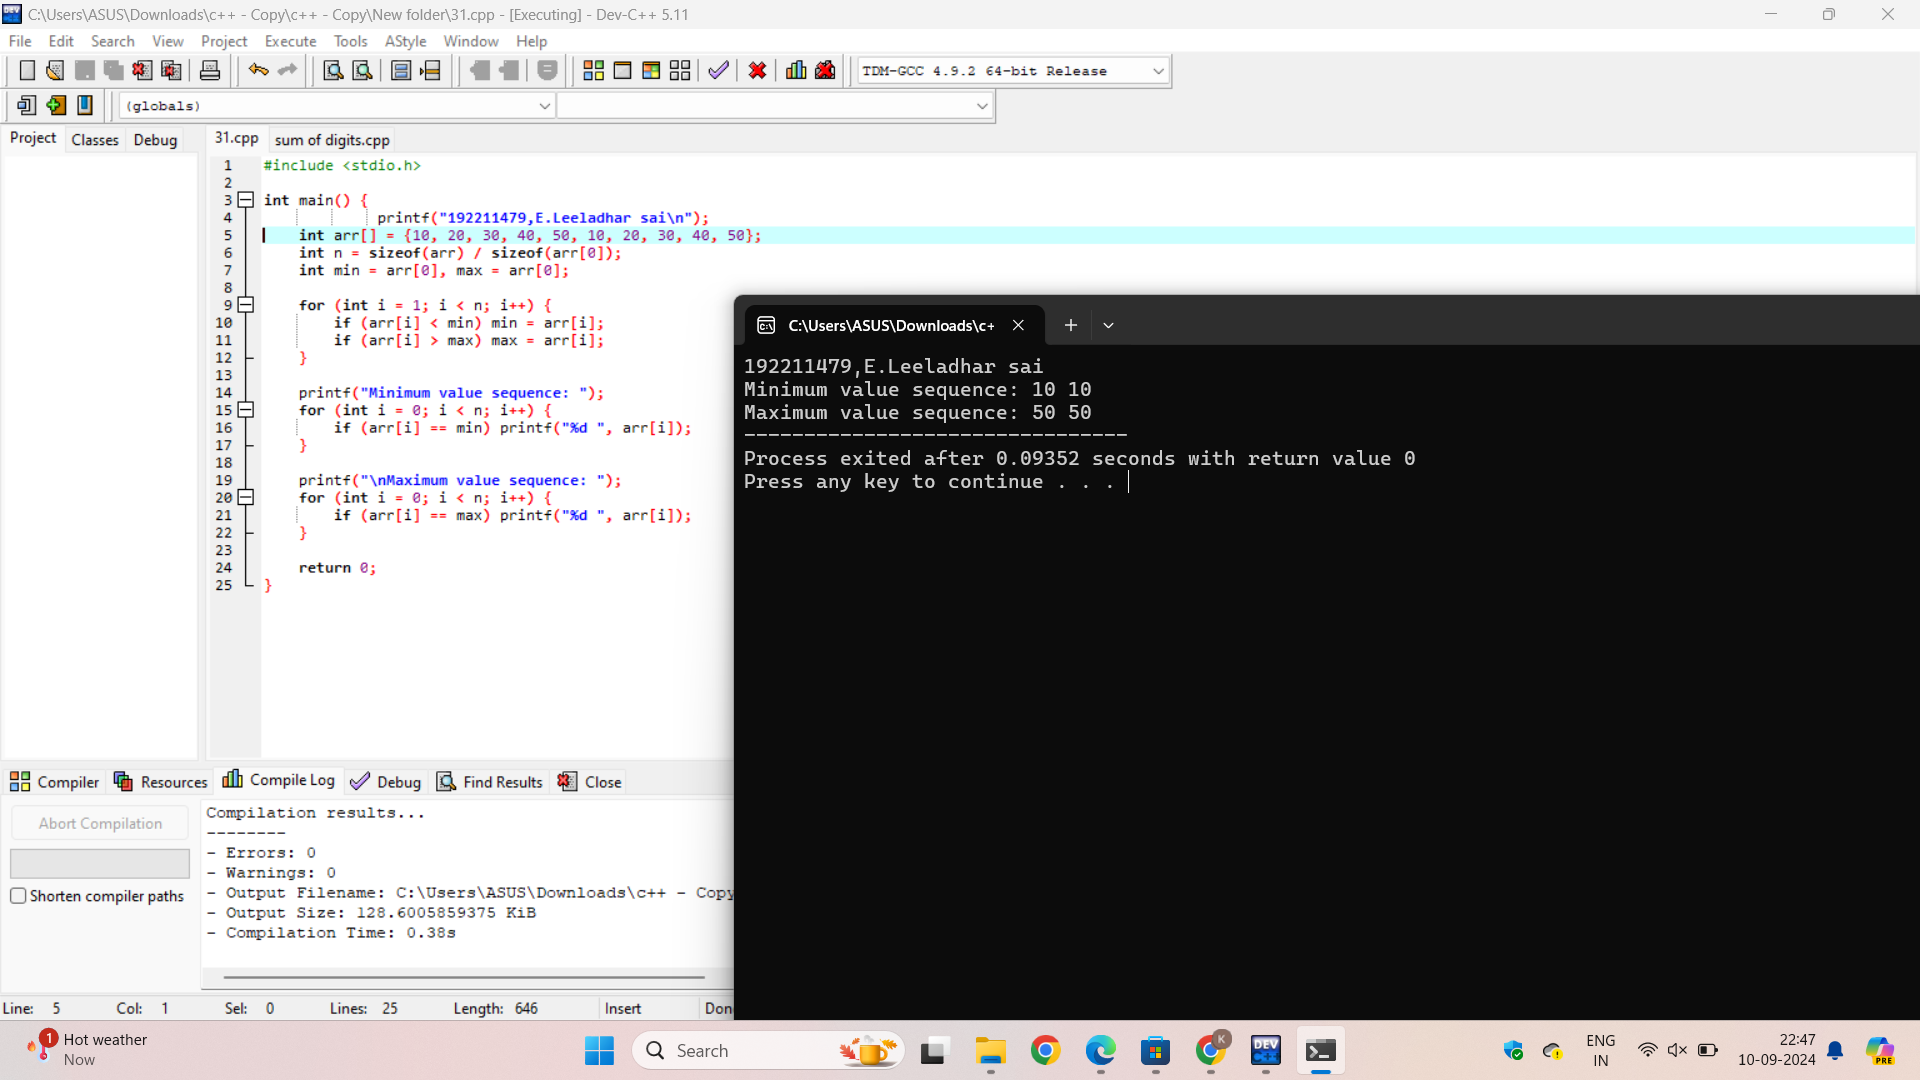 C:\Users\ASUS\Downloads\c++ - Copy\c++ - Copy\New folder\31.cpp - [Executing] - Dev-C++ 5.11
File Edit Search View Project Execute Tools AStyle Window Help
TDM-GCC 4.9.2 64-bit Release
(globals)
Project Classes Debug
31.cpp sum of digits.cpp
1 #include <stdio.h>
2
3 int main() {
4 printf("192211479,E.Leeladhar sai\n");
5 int arr[] = {10, 20, 30, 40, 50, 10, 20, 30, 40, 50};
6 int n = sizeof(arr) / sizeof(arr[0]);
7 int min = arr[0], max = arr[0];
8
9 for (int i = 1; i < n; i++) {
10 if (arr[i] < min) min = arr[i];
11 if (arr[i] > max) max = arr[i];
12 }
13
14 printf("Minimum value sequence: ");
15 for (int i = 0; i < n; i++) {
16 if (arr[i] == min) printf("%d ", arr[i]);
17 }
18
19 printf("\nMaximum value sequence: ");
20 for (int i = 0; i < n; i++) {
21 if (arr[i] == max) printf("%d ", arr[i]);
22 }
23
24 return 0;
25 }
C:\Users\ASUS\Downloads\c+
192211479,E.Leeladhar sai
Minimum value sequence: 10 10
Maximum value sequence: 50 50
--------------------------------
Process exited after 0.09352 seconds with return value 0
Press any key to continue . . .
Compiler Resources Compile Log Debug Find Results Close
Abort Compilation
Shorten compiler paths
Compilation results...
--------
- Errors: 0
- Warnings: 0
- Output Filename: C:\Users\ASUS\Downloads\c++ - Copy
- Output Size: 128.6005859375 KiB
- Compilation Time: 0.38s
Line: 5 Col: 1 Sel: 0 Lines: 25 Length: 646 Insert Don
1
Hot weather
Now
Search
K
DEV
C++
ENG
IN
22:47
10-09-2024
PRE